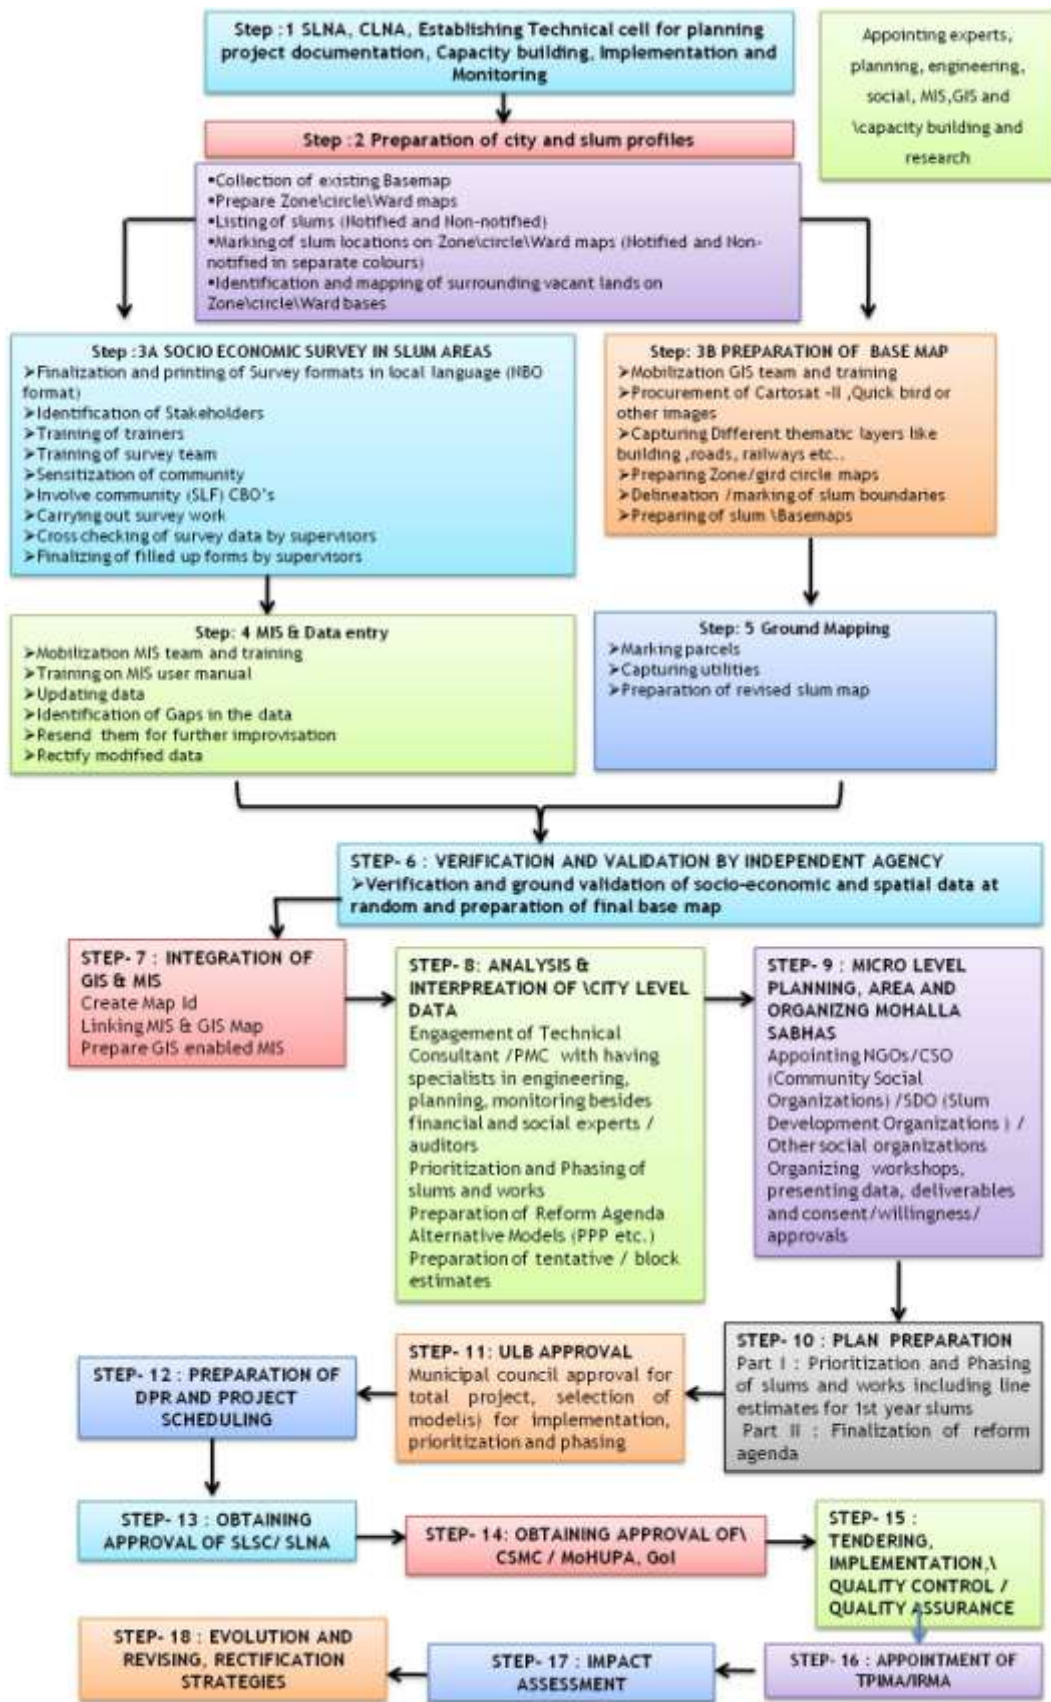 Step :1 SLNA, CLNA, Establishing Technical cell for planning
project documentation, Capacity building, Implementation and
Monitoring
Appointing experts,
planning, engineering,
social, MIS,GIS and
\capacity building and
research
Step :2 Preparation of city and slum profiles
▪Collection of existing Basemap
▪Prepare Zone\circle\Ward maps
▪Listing of slums (Notified and Non-notified)
▪Marking of slum locations on Zone\circle\Ward maps (Notified and Non-
notified in separate colours)
▪Identification and mapping of surrounding vacant lands on
Zone\circle\Ward bases
Step :3A SOCIO ECONOMIC SURVEY IN SLUM AREAS
➢Finalization and printing of Survey formats in local language (NBO
format)
➢Identification of Stakeholders
➢Training of trainers
➢Training of survey team
➢Sensitization of community
➢Involve community (SLF) CBO's
➢Carrying out survey work
➢Cross checking of survey data by supervisors
➢Finalizing of filled up forms by supervisors
Step: 3B PREPARATION OF BASE MAP
➢Mobilization GIS team and training
➢Procurement of Cartosat -II ,Quick bird or
other images
➢Capturing Different thematic layers like
building ,roads, railways etc..
➢Preparing Zone/gird circle maps
➢Delineation /marking of slum boundaries
➢Preparing of slum \Basemaps
Step: 4 MIS & Data entry
➢Mobilization MIS team and training
➢Training on MIS user manual
➢Updating data
➢Identification of Gaps in the data
➢Resend them for further improvisation
➢Rectify modified data
Step: 5 Ground Mapping
➢Marking parcels
➢Capturing utilities
➢Preparation of revised slum map
STEP- 6 : VERIFICATION AND VALIDATION BY INDEPENDENT AGENCY
➢Verification and ground validation of socio-economic and spatial data at
random and preparation of final base map
STEP- 7 : INTEGRATION OF
GIS & MIS
Create Map Id
Linking MIS & GIS Map
Prepare GIS enabled MIS
STEP- 8: ANALYSIS &
INTERPREATION OF \CITY LEVEL
DATA
Engagement of Technical
Consultant /PMC with having
specialists in engineering,
planning, monitoring besides
financial and social experts /
auditors
Prioritization and Phasing of
slums and works
Preparation of Reform Agenda
Alternative Models (PPP etc.)
Preparation of tentative / block
estimates
STEP- 9 : MICRO LEVEL
PLANNING, AREA AND
ORGANIZNG MOHALLA
SABHAS
Appointing NGOs/CSO
(Community Social
Organizations) /SDO (Slum
Development Organizations ) /
Other social organizations
Organizing workshops,
presenting data, deliverables
and consent/willingness/
approvals
STEP- 10 : PLAN PREPARATION
Part I : Prioritization and Phasing
of slums and works including line
estimates for 1st year slums
Part II : Finalization of reform
agenda
STEP- 11: ULB APPROVAL
Municipal council approval for
total project, selection of
model(s) for implementation,
prioritization and phasing
STEP- 12 : PREPARATION OF
DPR AND PROJECT
SCHEDULING
STEP- 13 : OBTAINING
APPROVAL OF SLSC/ SLNA
STEP- 14: OBTAINING APPROVAL OF\
CSMC / MoHUPA, GoI
STEP- 15 :
TENDERING,
IMPLEMENTATION,\
QUALITY CONTROL /
QUALITY ASSURANCE
STEP- 16 : APPOINTMENT OF
TPIMA/IRMA
STEP- 17 : IMPACT
ASSESSMENT
STEP- 18 : EVOLUTION AND
REVISING, RECTIFICATION
STRATEGIES